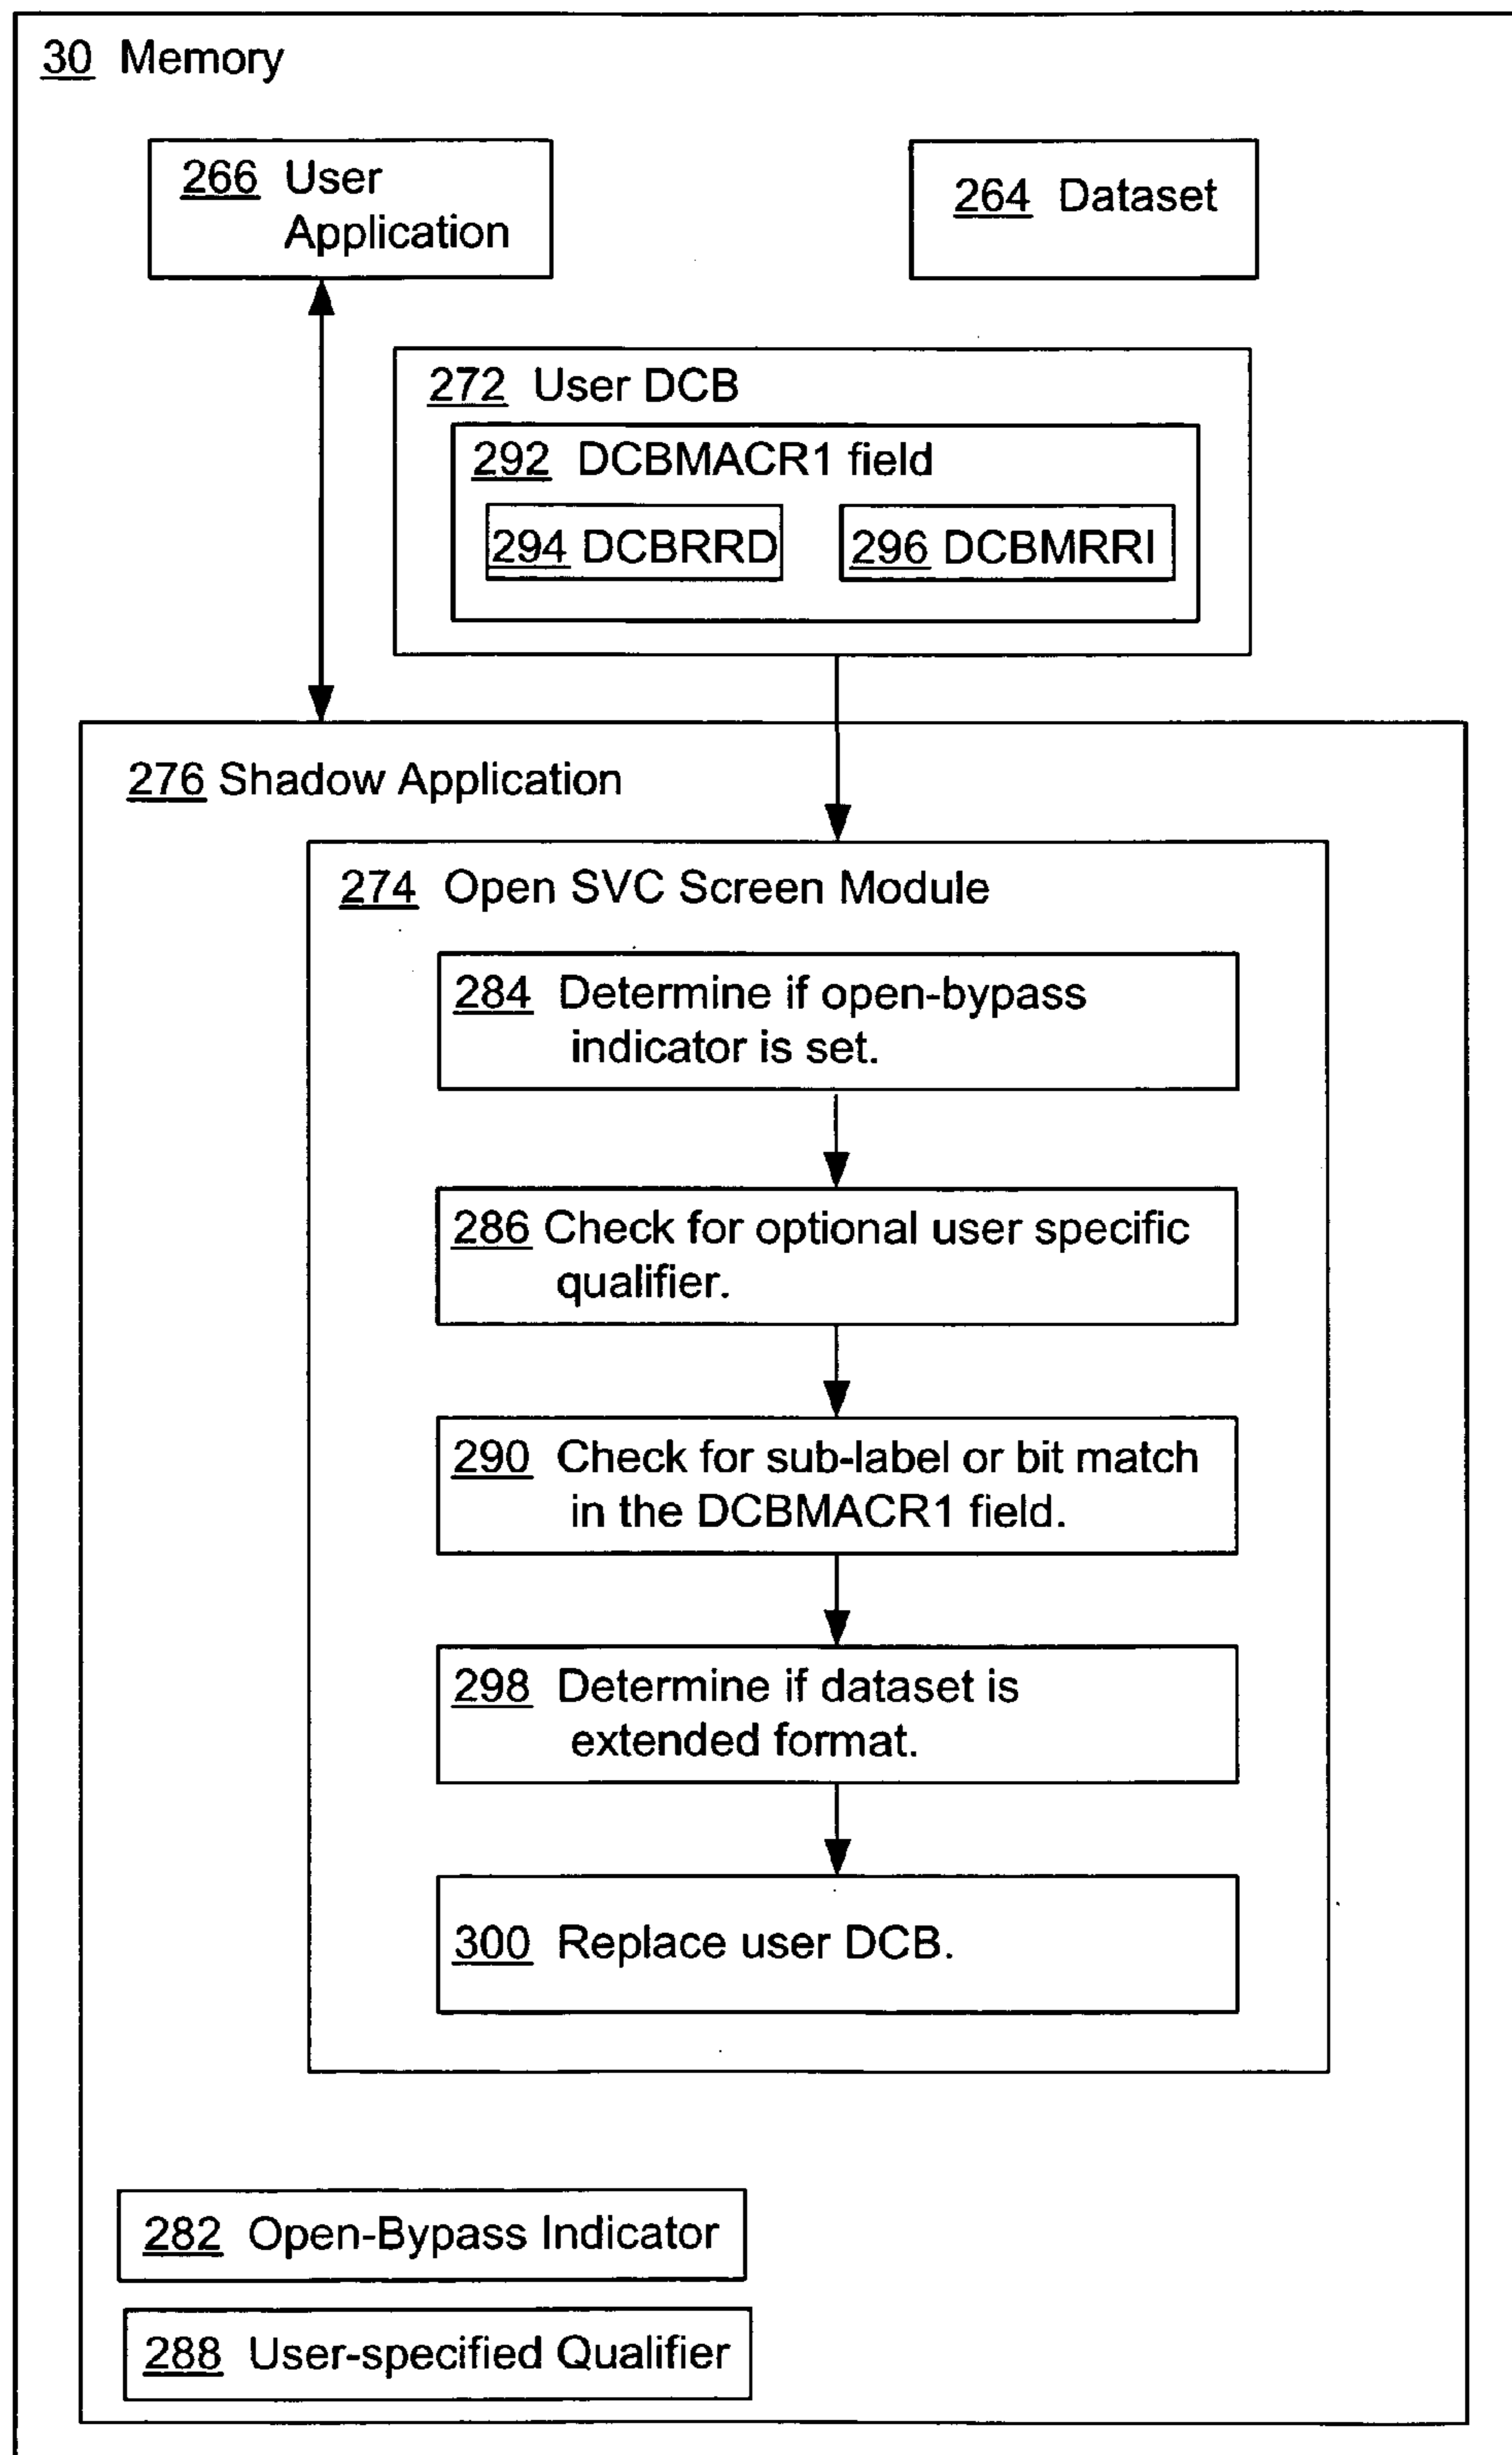 30 Memory
266 User
Application
264 Dataset
272 User DCB
292 DCBMACR1 field
294 DCBRRD
296 DCBMRRI
276 Shadow Application
274 Open SVC Screen Module
284 Determine if open-bypass
indicator is set.
286 Check for optional user specific
qualifier.
290 Check for sub-label or bit match
in the DCBMACR1 field.
298 Determine if dataset is
extended format.
300 Replace user DCB.
282 Open-Bypass Indicator
288 User-specified Qualifier